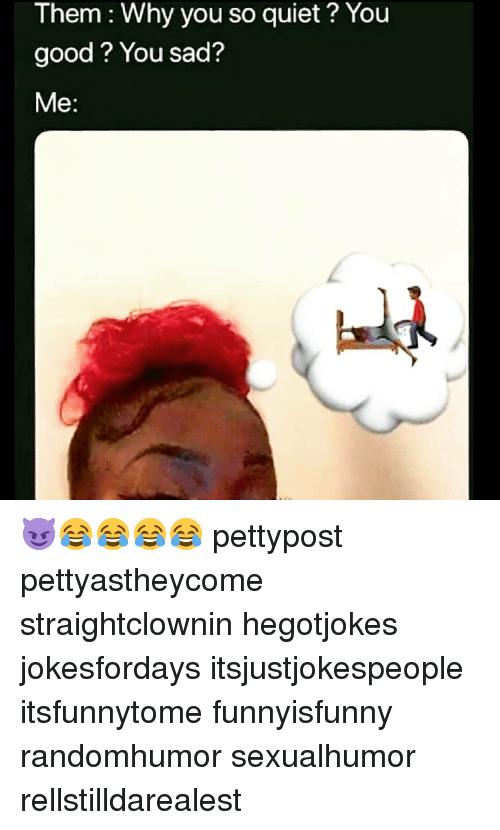 Them : Why you so quiet ? You
good ? You sad?
Me:
😈😂😂😂😂 pettypost
pettyastheycome
straightclownin hegotjokes
jokesfordays itsjustjokespeople
itsfunnytome funnyisfunny
randomhumor sexualhumor
rellstilldarealest